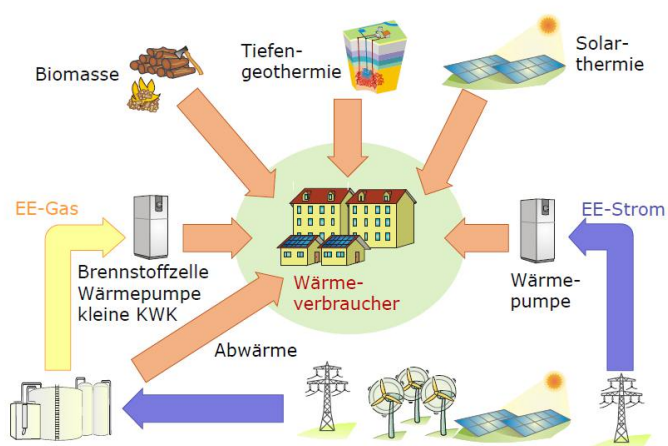 Biomasse
Tiefen-
geothermie
Solar-
thermie
EE-Gas
EE-Strom
Brennstoffzelle
Wärmepumpe
kleine KWK
Wärme-
verbraucher
Wärme-
pumpe
Abwärme